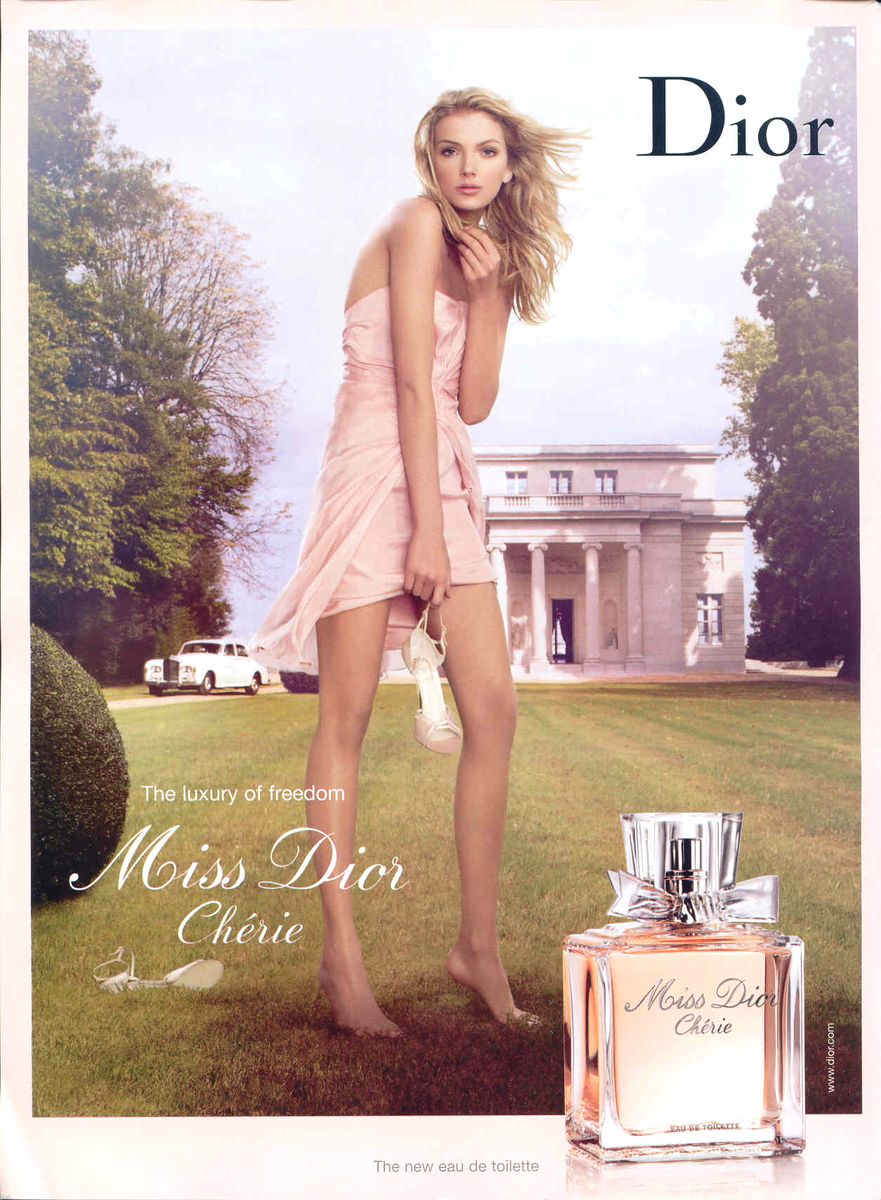 Dior
The luxury of freedom
Miss Dior
Chérie
Miss Dior
Chérie
EAU DE TOILETTE
www.dior.com
The new eau de toilette